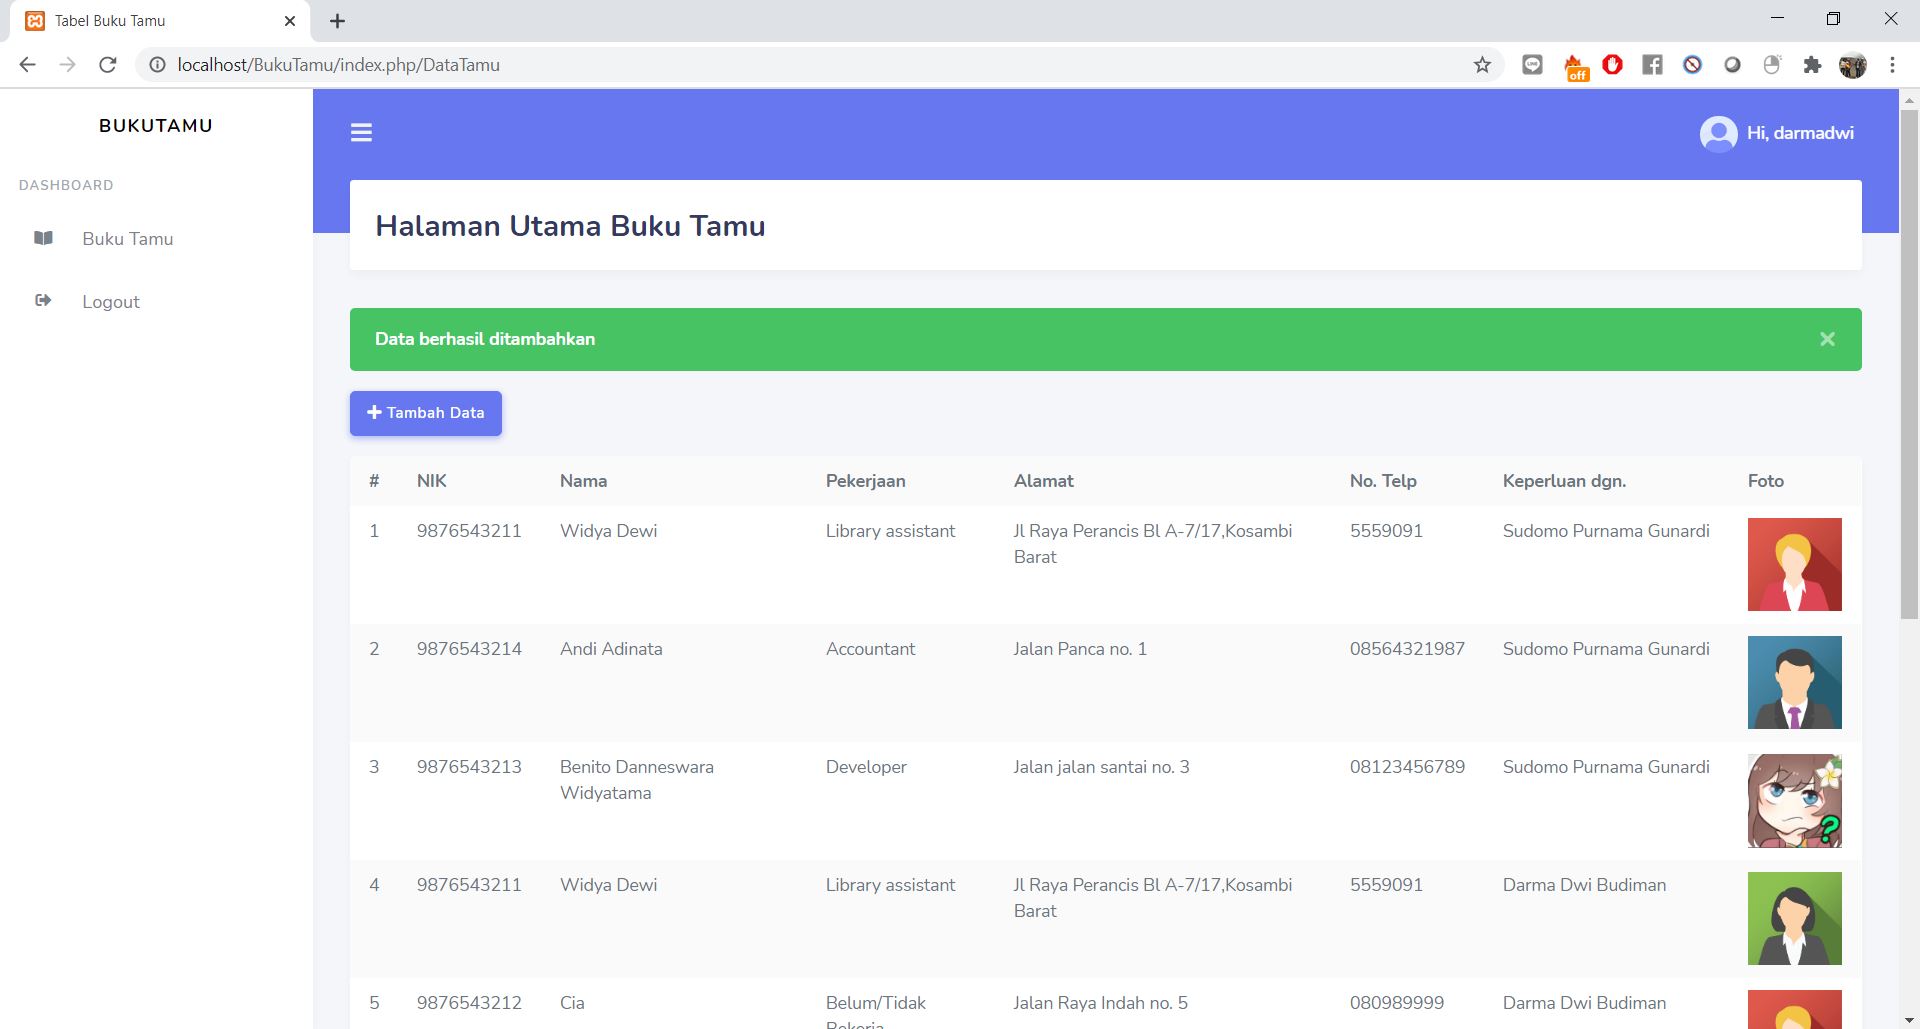 Tabel Buku Tamu
localhost/BukuTamu/index.php/DataTamu
off
BUKUTAMU
Hi, darmadwi
DASHBOARD
Buku Tamu
Logout
Halaman Utama Buku Tamu
Data berhasil ditambahkan
Tambah Data
# NIK Nama Pekerjaan Alamat No. Telp Keperluan dgn. Foto
1 9876543211 Widya Dewi Library assistant Jl Raya Perancis Bl A-7/17,Kosambi 5559091 Sudomo Purnama Gunardi
Barat
2 9876543214 Andi Adinata Accountant Jalan Panca no. 1 08564321987 Sudomo Purnama Gunardi
3 9876543213 Benito Danneswara Developer Jalan jalan santai no. 3 08123456789 Sudomo Purnama Gunardi
Widyatama
?
4 9876543211 Widya Dewi Library assistant Jl Raya Perancis Bl A-7/17,Kosambi 5559091 Darma Dwi Budiman
Barat
5 9876543212 Cia Belum/Tidak Jalan Raya Indah no. 5 080989999 Darma Dwi Budiman
Bekerja